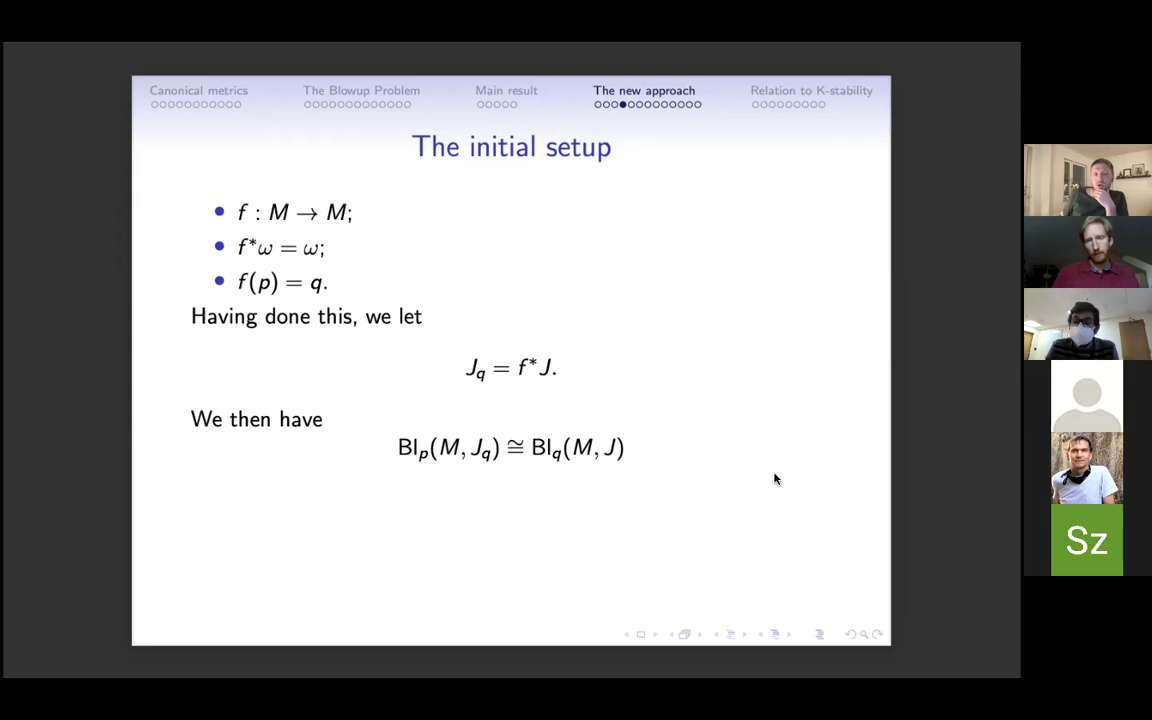 Canonical metrics The Blowup Problem Main result The new approach Relation to K-stability
The initial setup
• f : M → M;
• f*ω = ω;
• f(p) = q.
Having done this, we let
J_q = f*J.
We then have
Bl_p(M, J_q) ≅ Bl_q(M, J)
Sz